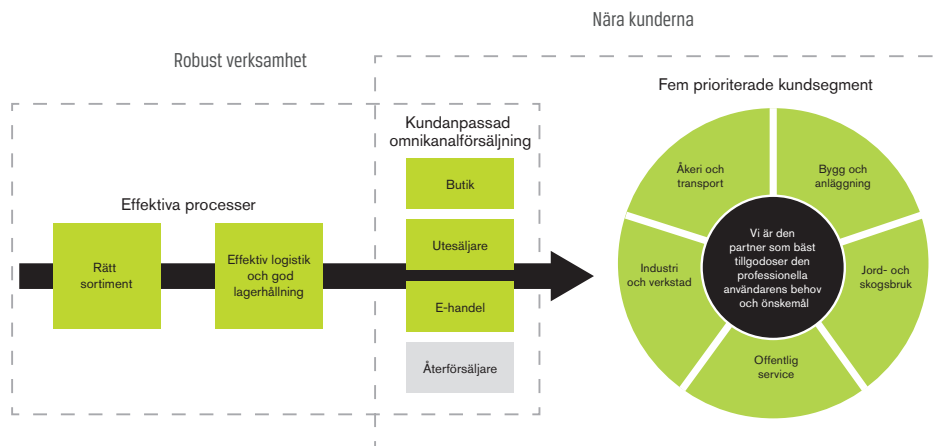 Nära kunderna
Robust verksamhet
Fem prioriterade kundsegment
Kundanpassad
omnikanalförsäljning
Effektiva processer
Rätt
sortiment
Effektiv logistik
och god
lagerhållning
Butik
Utesäljare
E-handel
Återförsäljare
Åkeri och
transport
Bygg och
anläggning
Industri
och verkstad
Vi är den
partner som bäst
tillgodoser den
professionella
användarens behov
och önskemål
Jord- och
skogsbruk
Offentlig
service